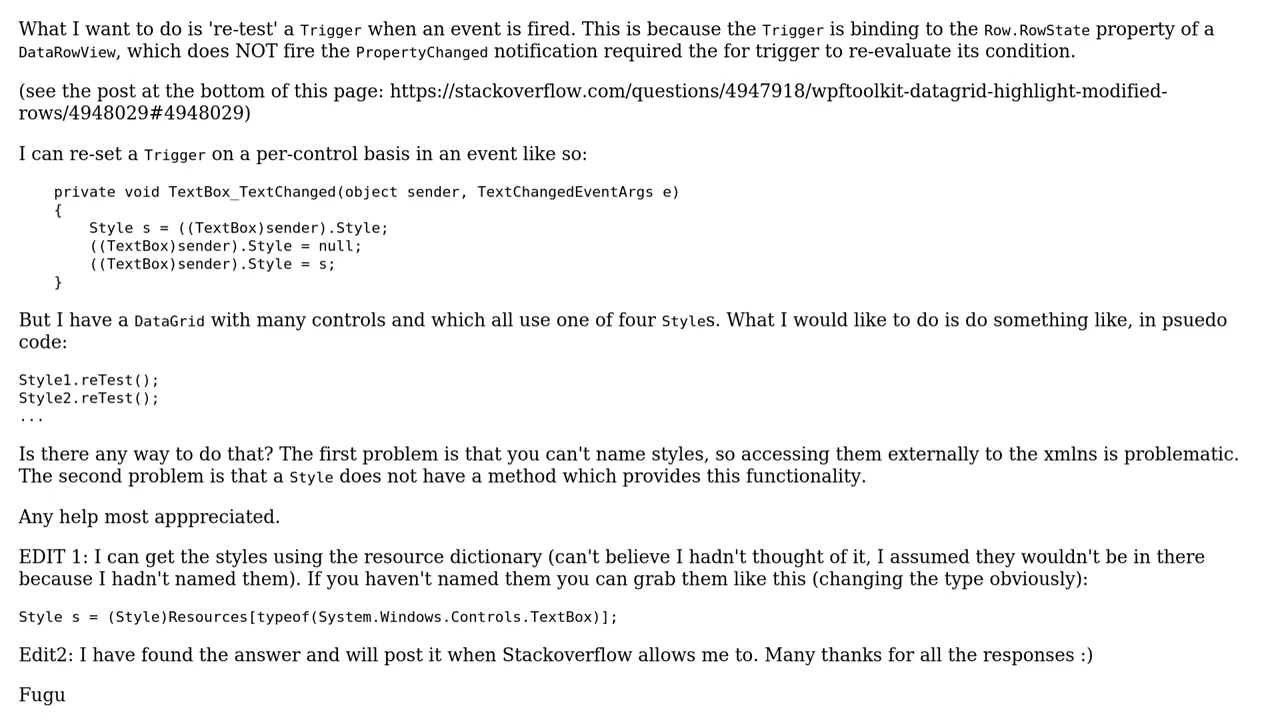 What I want to do is 're-test' a Trigger when an event is fired. This is because the Trigger is binding to the Row.RowState property of a
DataRowView, which does NOT fire the PropertyChanged notification required the for trigger to re-evaluate its condition.
(see the post at the bottom of this page: https://stackoverflow.com/questions/4947918/wpftoolkit-datagrid-highlight-modified-
rows/4948029#4948029)
I can re-set a Trigger on a per-control basis in an event like so:
private void TextBox_TextChanged(object sender, TextChangedEventArgs e)
{
Style s = ((TextBox)sender).Style;
((TextBox)sender).Style = null;
((TextBox)sender).Style = s;
}
But I have a DataGrid with many controls and which all use one of four Styles. What I would like to do is do something like, in psuedo
code:
Style1.reTest();
Style2.reTest();
...
Is there any way to do that? The first problem is that you can't name styles, so accessing them externally to the xmlns is problematic.
The second problem is that a Style does not have a method which provides this functionality.
Any help most apppreciated.
EDIT 1: I can get the styles using the resource dictionary (can't believe I hadn't thought of it, I assumed they wouldn't be in there
because I hadn't named them). If you haven't named them you can grab them like this (changing the type obviously):
Style s = (Style)Resources[typeof(System.Windows.Controls.TextBox)];
Edit2: I have found the answer and will post it when Stackoverflow allows me to. Many thanks for all the responses :)
Fugu